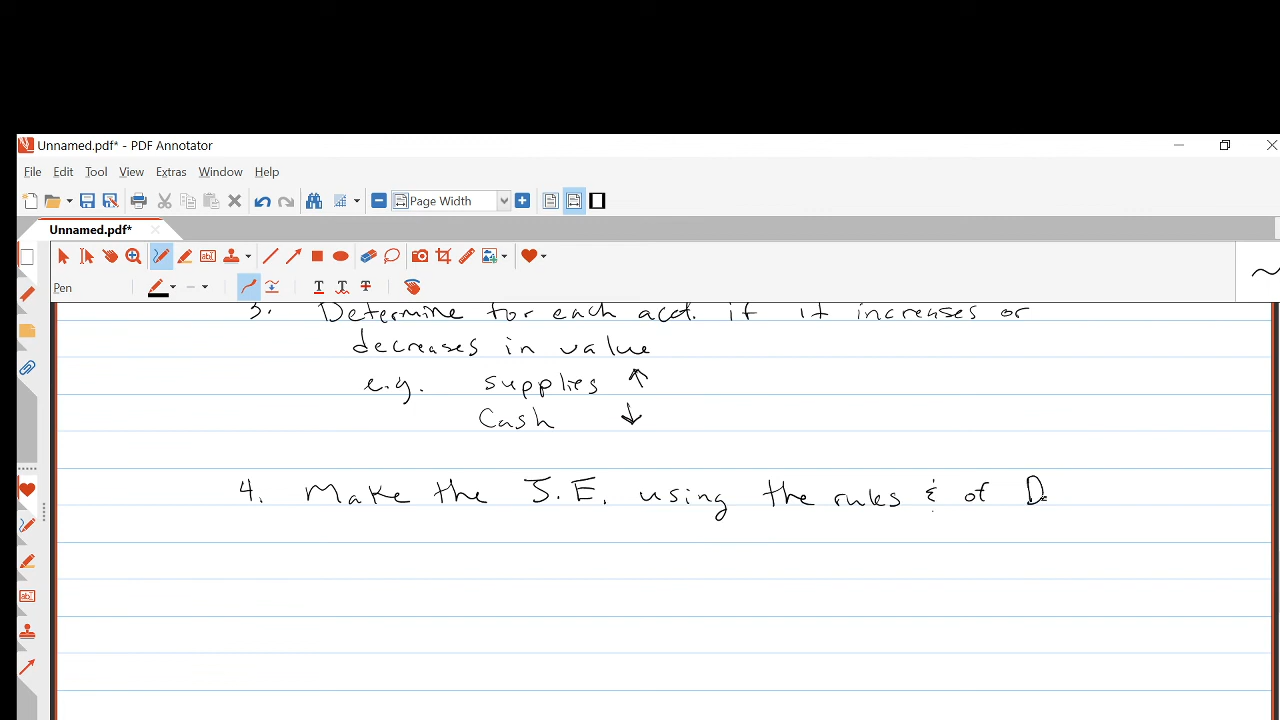 Unnamed.pdf* - PDF Annotator
File Edit Tool View Extras Window Help
Page Width
Unnamed.pdf*
Pen
3. Determine for each acct. if it increases or
decreases in value
e.g. supplies ↑
Cash ↓
4. Make the J.E. using the rules & of De